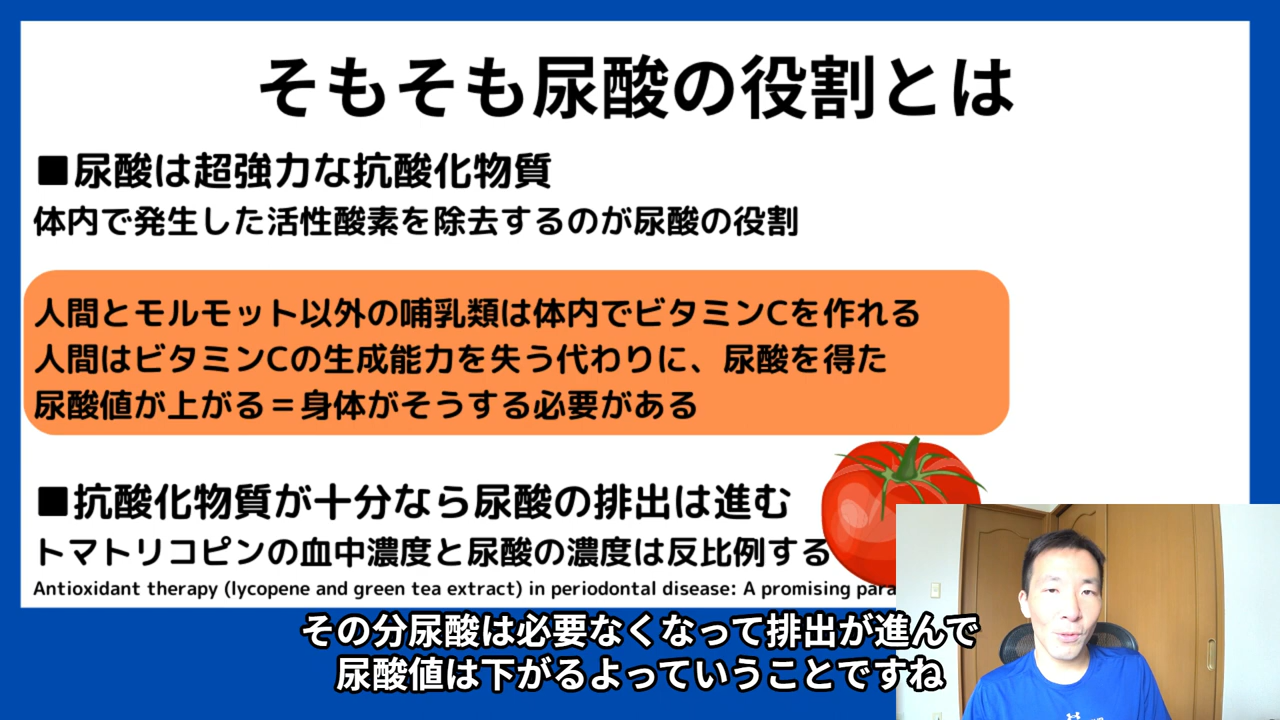 そもそも尿酸の役割とは
■尿酸は超強力な抗酸化物質
体内で発生した活性酸素を除去するのが尿酸の役割
人間とモルモット以外の哺乳類は体内でビタミンCを作れる
人間はビタミンCの生成能力を失う代わりに、尿酸を得た
尿酸値が上がる＝身体がそうする必要がある
■抗酸化物質が十分なら尿酸の排出は進む
トマトリコピンの血中濃度と尿酸の濃度は反比例する
Antioxidant therapy (lycopene and green tea extract) in periodontal disease: A promising para
その分尿酸は必要なくなって排出が進んで
尿酸値は下がるよっていうことですね